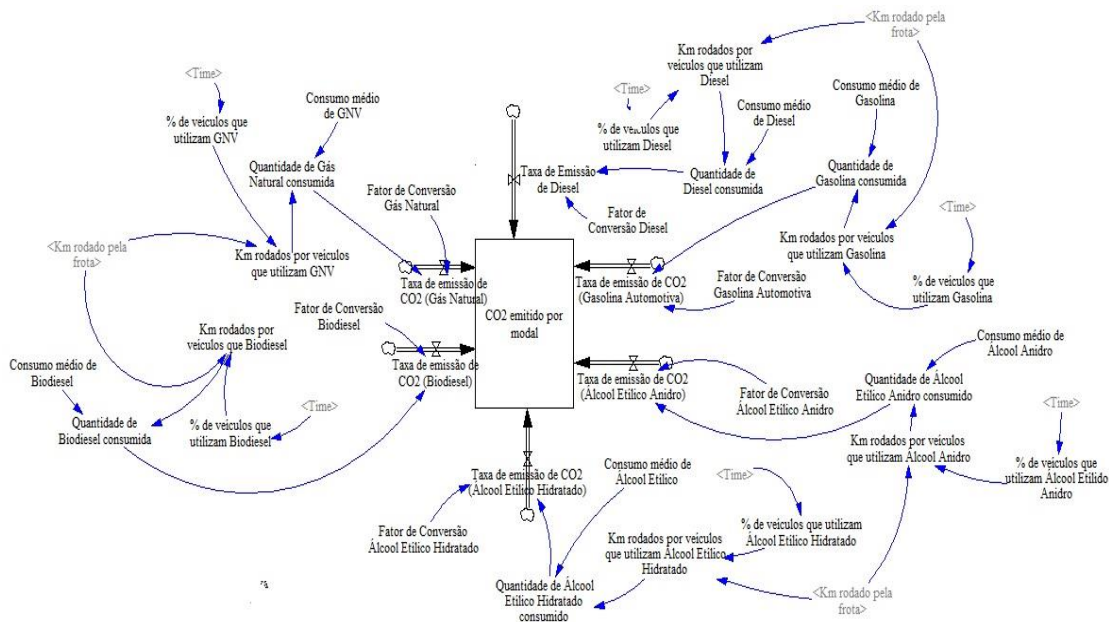 <Km rodado pela
frota>
Km rodados por
veículos que utilizam
Diesel
<Time>
<Time>
Consumo médio de
Gasolina
Consumo médio
de GNV
% de veículos que
utilizam GNV
Consumo médio
de Diesel
% de veículos que
utilizam Diesel
Quantidade de Gás
Natural consumida
Taxa de Emissão
de Diesel
Quantidade de
Diesel consumida
Quantidade de
Gasolina consumida
Fator de Conversão
Gás Natural
Fator de
Conversão Diesel
<Time>
<Km rodado pela
frota>
Km rodados por veículos
que utilizam GNV
Km rodados por veículos
que utilizam Gasolina
Taxa de emissão de
CO2 (Gás Natural)
Taxa de emissão de CO2
(Gasolina Automotiva)
Fator de Conversão
Gasolina Automotiva
% de veículos que
utilizam Gasolina
Fator de Conversão
Biodiesel
CO2 emitido por
modal
Km rodados por
veículos que Biodiesel
Consumo médio de
Álcool Anidro
Consumo médio de
Biodiesel
Taxa de emissão de
CO2 (Biodiesel)
Taxa de emissão de CO2
(Álcool Etílico Anidro)
Quantidade de Álcool
Etílico Anidro consumido
Fator de Conversão
Álcool Etílico Anidro
<Time>
<Time>
Quantidade de
Biodiesel consumida
% de veículos que
utilizam Biodiesel
Km rodados por veículos
que utilizam Álcool Anidro
Taxa de emissão de CO2
(Álcool Etílico Hidratado)
Consumo médio de
Álcool Etílico
<Time>
% de veículos que
utilizam Álcool Etílido
Anidro
Fator de Conversão
Álcool Etílico Hidratado
% de veículos que utilizam
Álcool Etílico Hidratado
Km rodados por veículos
que utilizam Álcool Etílico
Hidratado
Quantidade de Álcool
Etílico Hidratado
consumido
<Km rodado pela
frota>